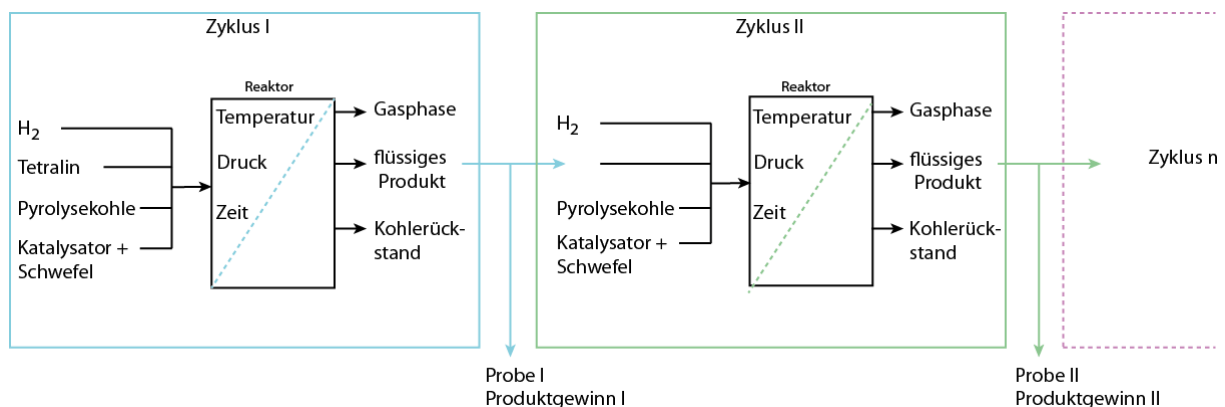 Zyklus I
Reaktor
H2
Tetralin
Pyrolysekohle
Katalysator +
Schwefel
Temperatur
Druck
Zeit
Gasphase
flüssiges
Produkt
Kohlerück-
stand
Probe I
Produktgewinn I
Zyklus II
Reaktor
H2
Pyrolysekohle
Katalysator +
Schwefel
Temperatur
Druck
Zeit
Gasphase
flüssiges
Produkt
Kohlerück-
stand
Probe II
Produktgewinn II
Zyklus n